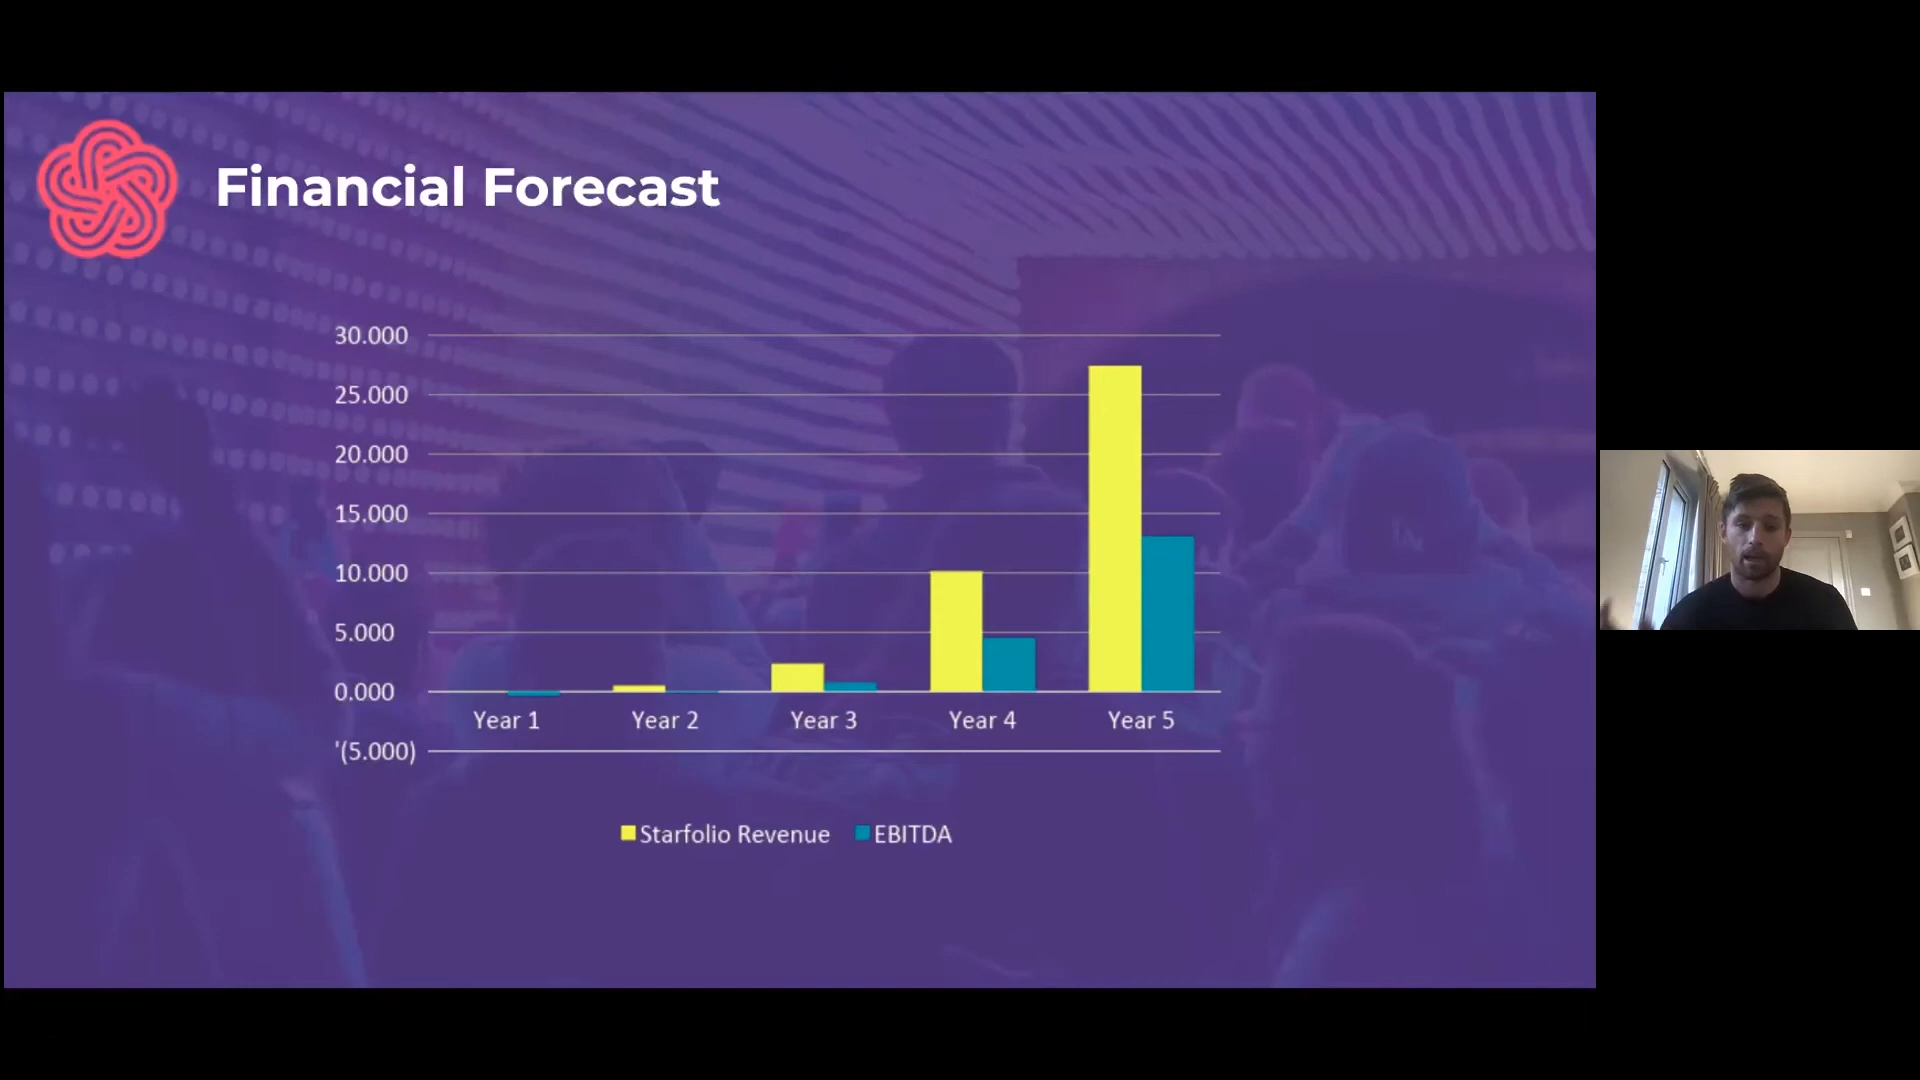 Financial Forecast
30.000
25.000
20.000
15.000
10.000
5.000
0.000
Year 1 Year 2 Year 3 Year 4 Year 5
'(5.000)
Starfolio Revenue EBITDA